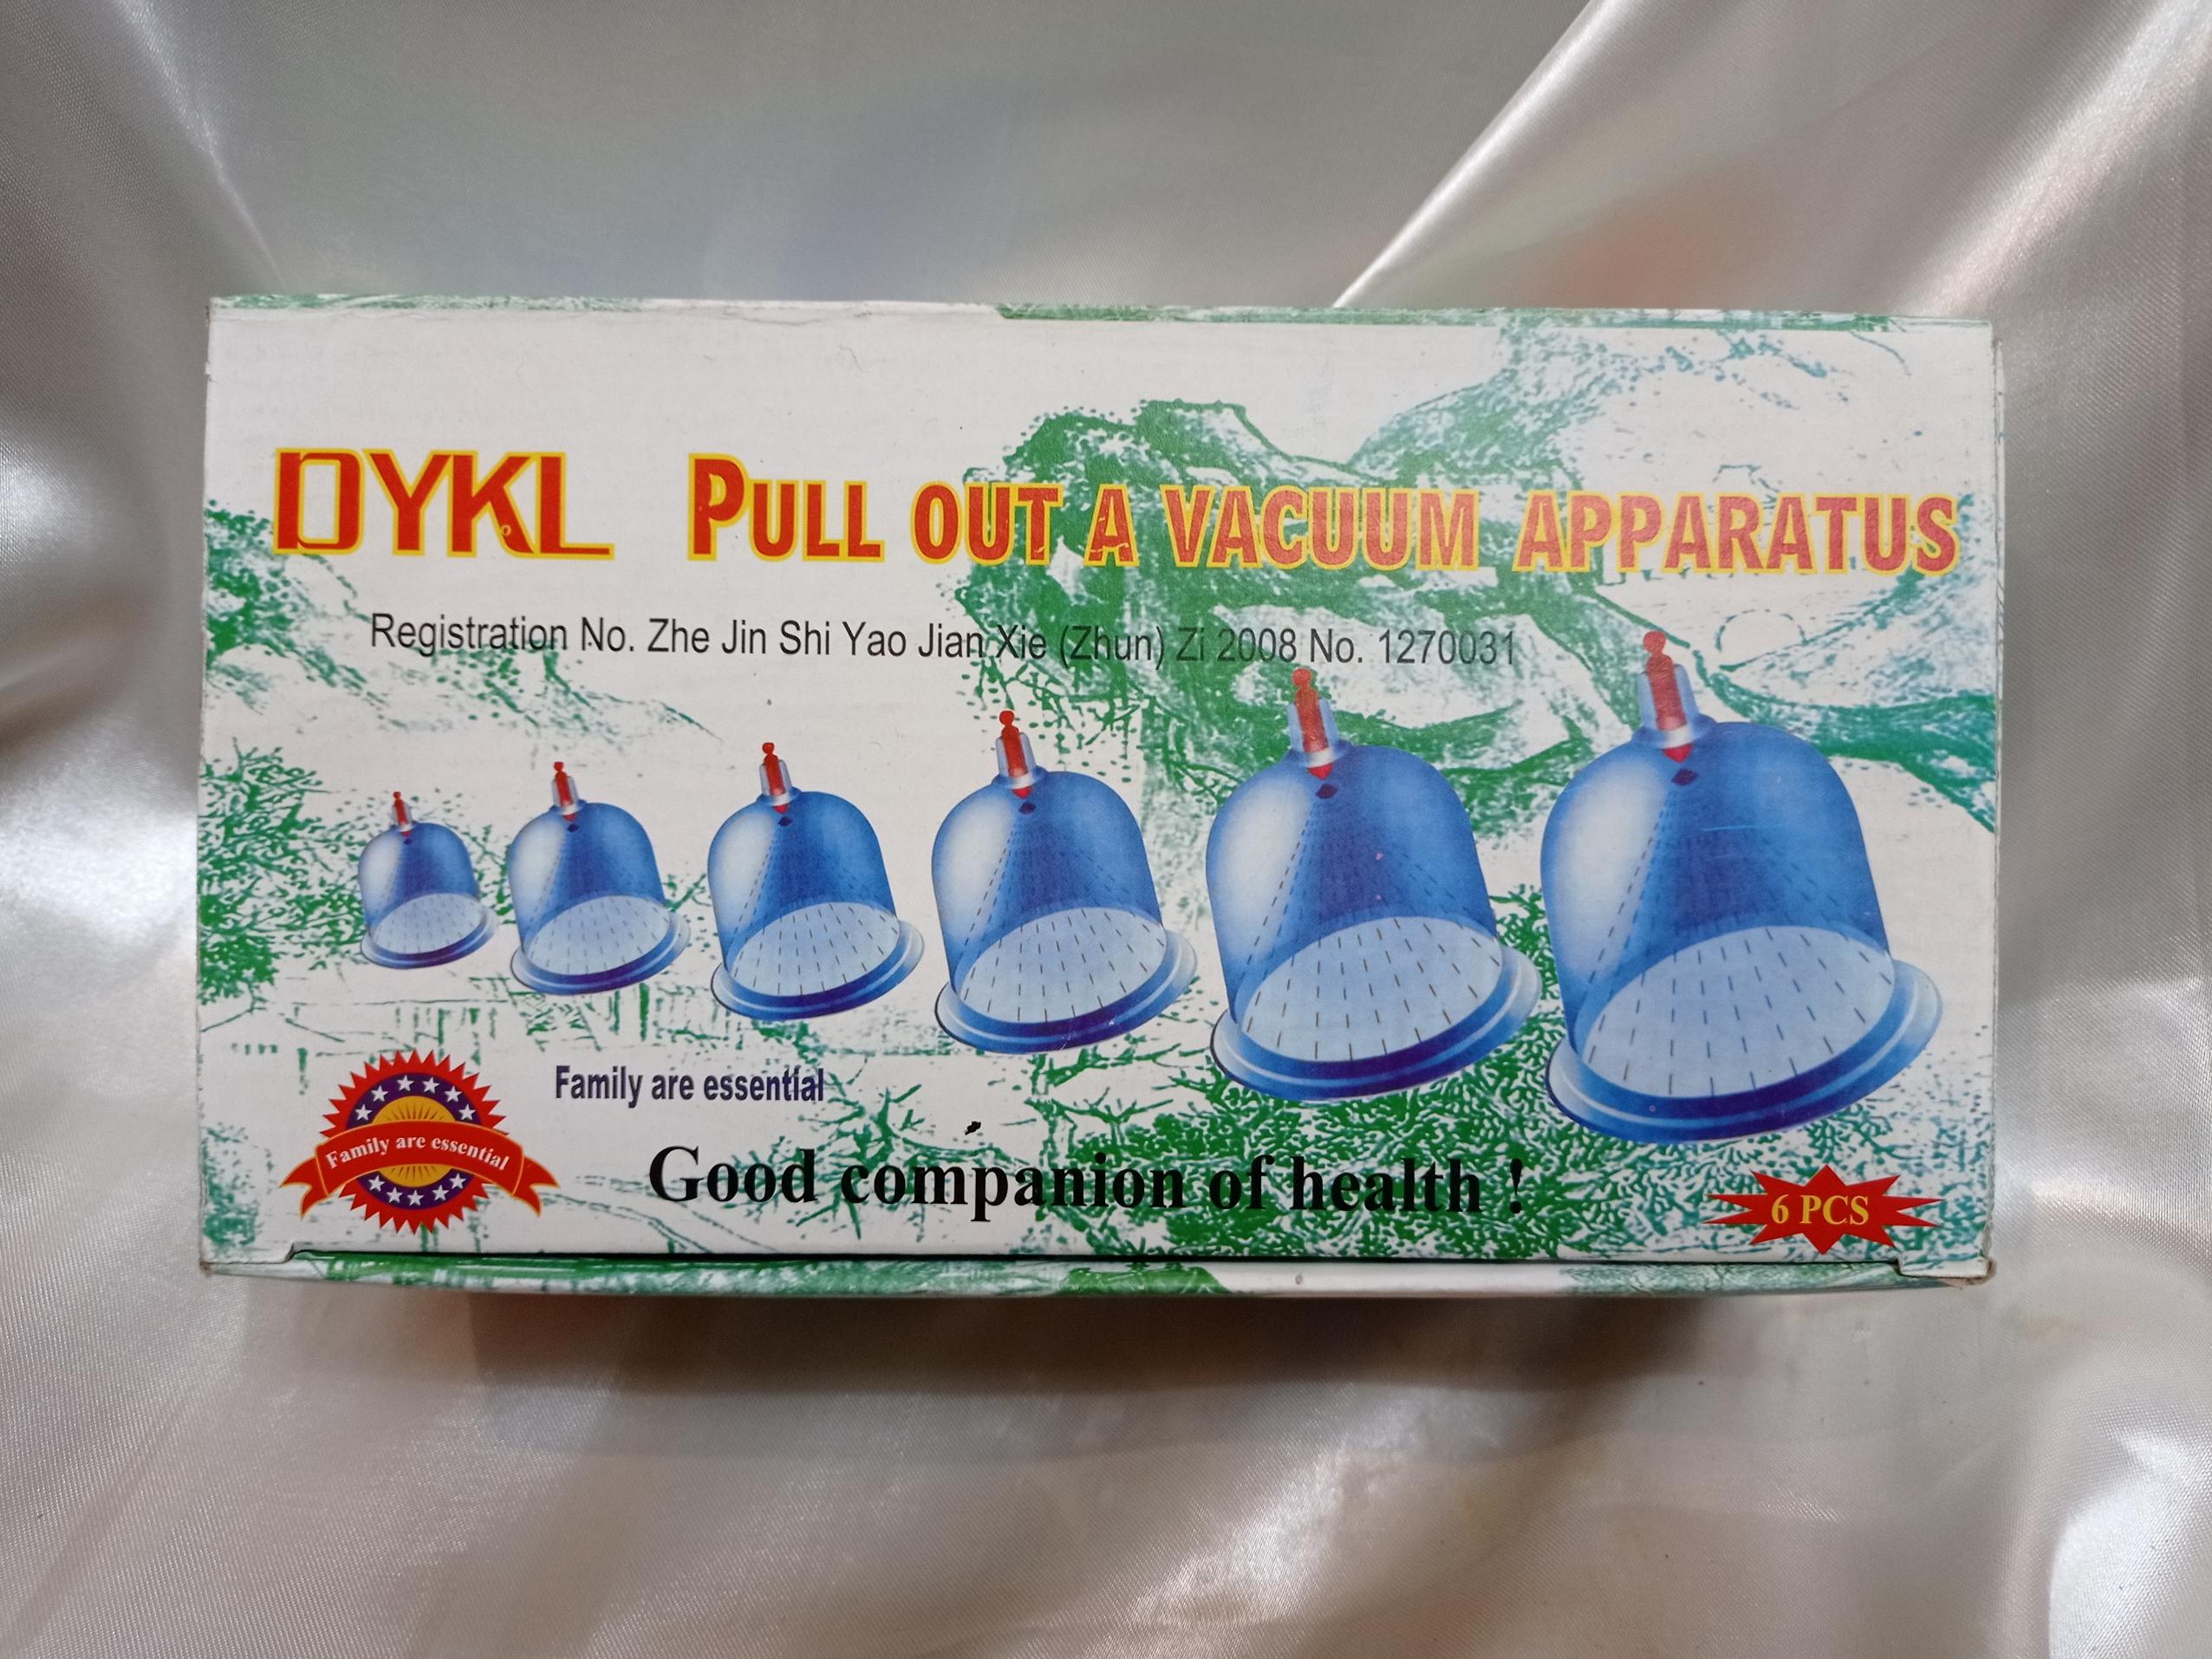 DYKL PULL OUT A VACUUM APPARATUS
Registration No. Zhe Jin Shi Yao Jian Xie (Zhun) Zi 2008 No. 1270031
Family are essential
Family are essential
Good companion of health !
6 PCS